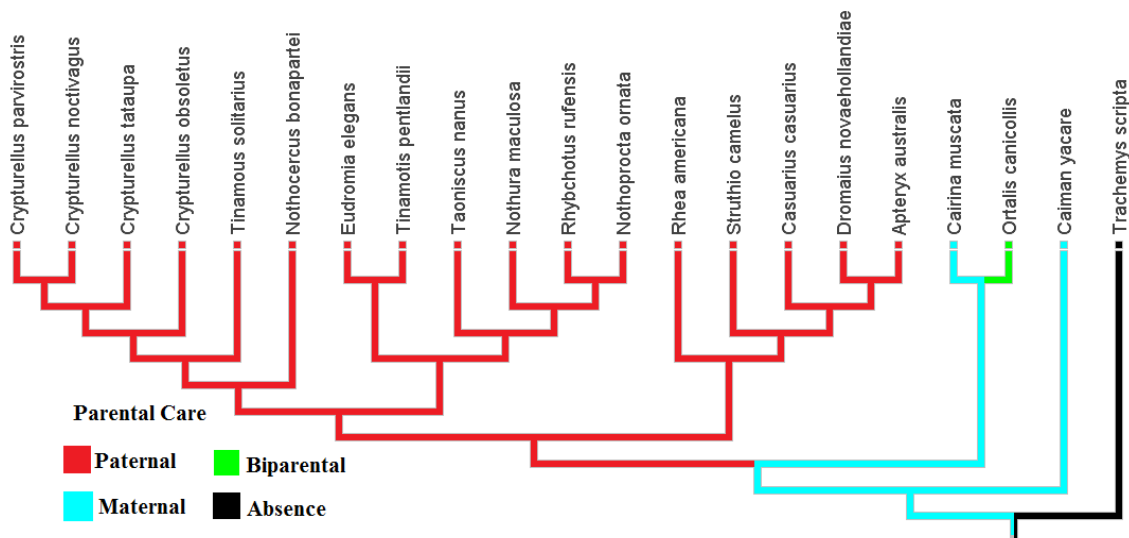 Crypturellus parvirostris
Crypturellus noctivagus
Crypturellus tataupa
Crypturellus obsoletus
Tinamous solitarius
Nothocercus bonapartei
Eudromia elegans
Tinamotis pentlandii
Taoniscus nanus
Nothura maculosa
Rhybchotus rufensis
Nothoprocta ornata
Rhea americana
Struthio camelus
Casuarius casuarius
Dromaius novaehollandiae
Apteryx australis
Cairina muscata
Ortalis canicollis
Caiman yacare
Trachemys scripta
Parental Care
Paternal
Biparental
Maternal
Absence